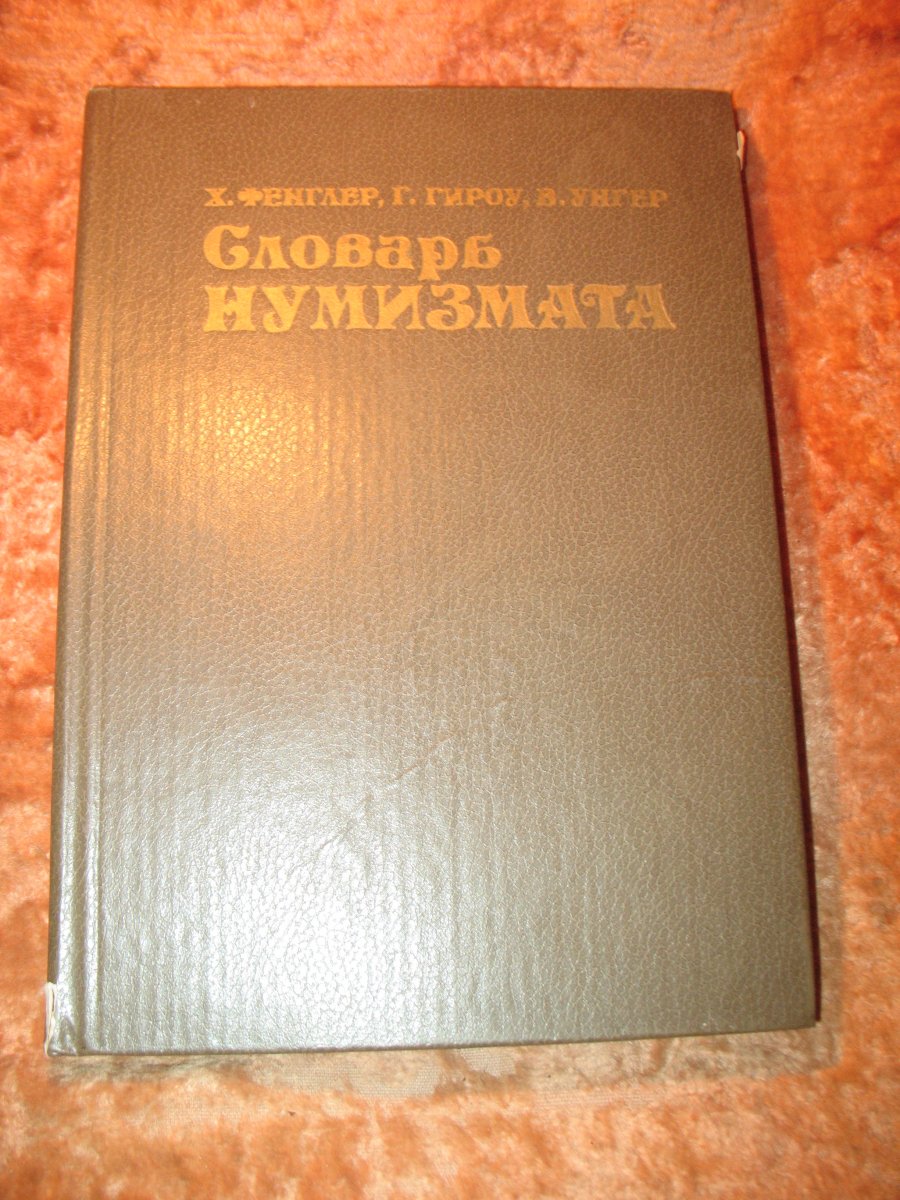 Х. ФЕНГЛЕР, Г. ГИРОУ, В. УНГЕР
Словарь
НУМИЗМАТА